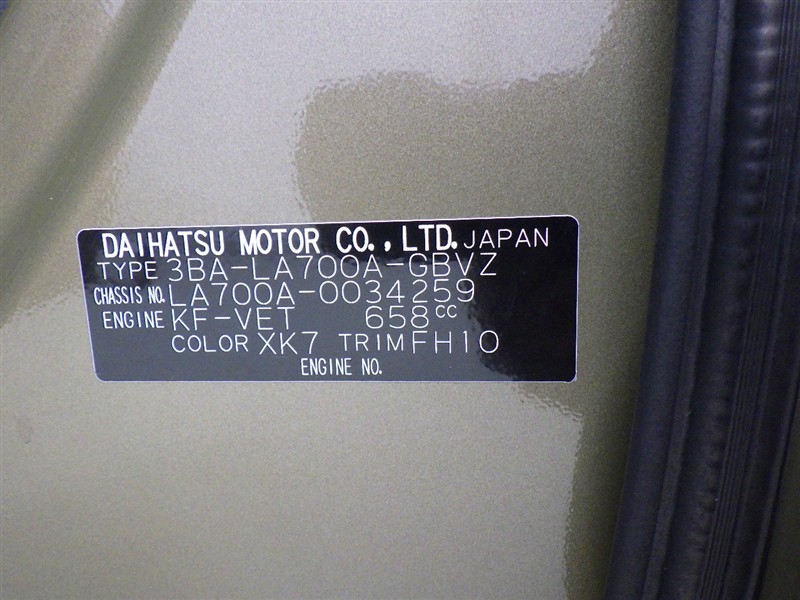 DAIHATSU MOTOR CO., LTD. JAPAN
TYPE 3BA-LA700A-GBVZ
CHASSIS NO. LA700A-0034259
ENGINE KF-VET 658cc
COLOR XK7 TRIM FH10
ENGINE NO.